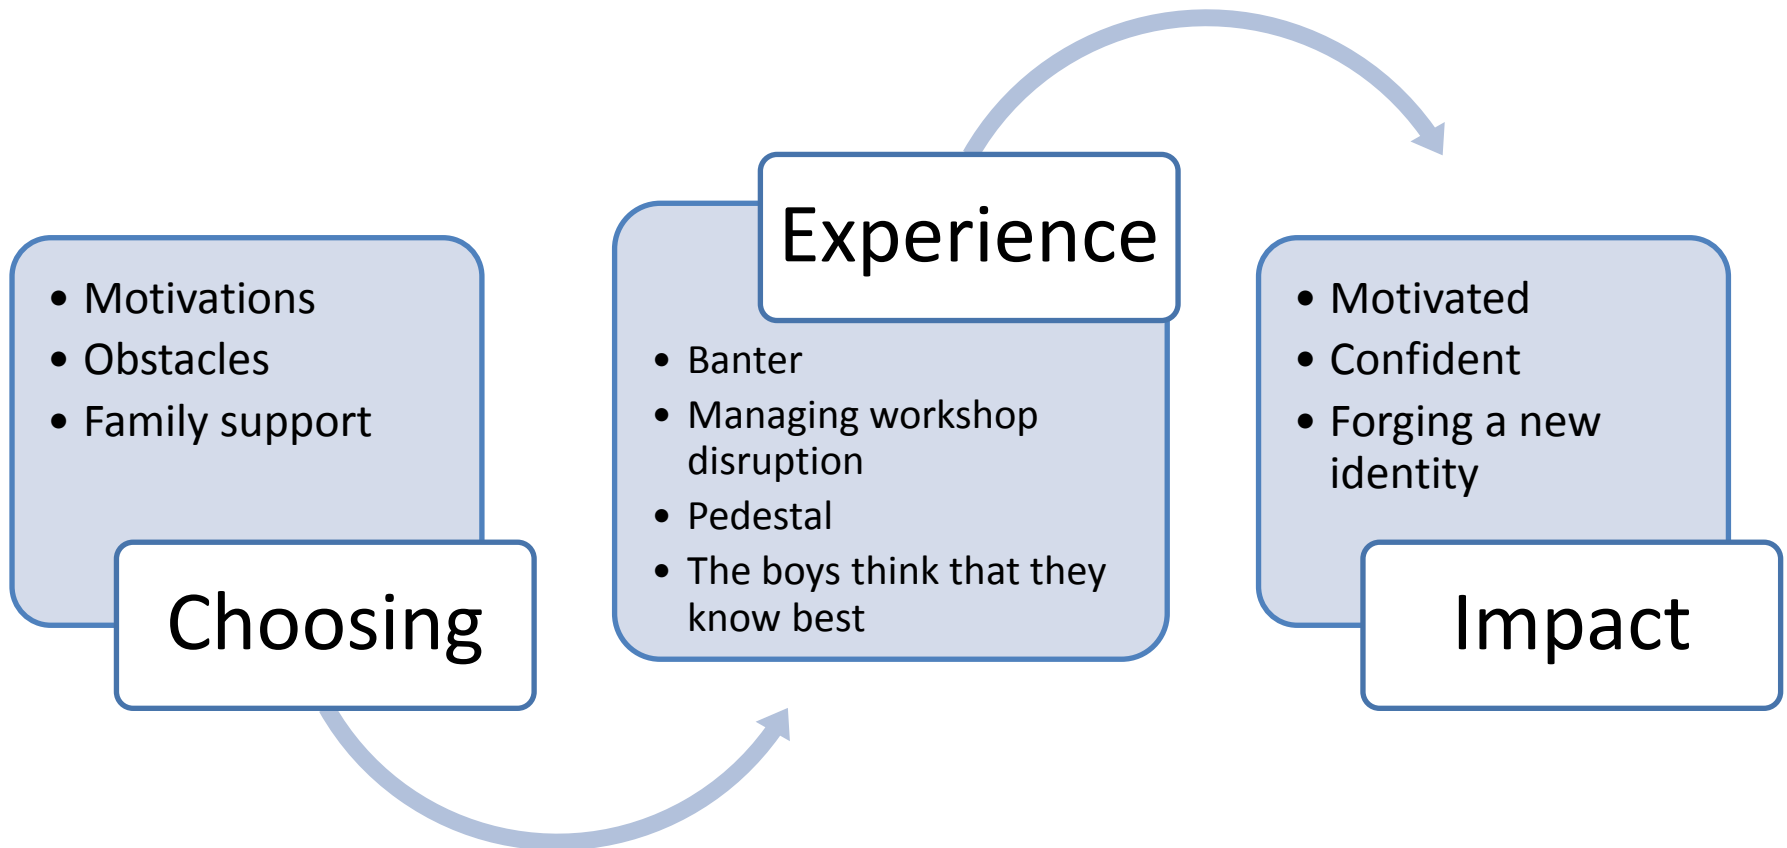 • Motivations
• Obstacles
• Family support
Choosing
Experience
• Banter
• Managing workshop
disruption
• Pedestal
• The boys think that they
know best
• Motivated
• Confident
• Forging a new
identity
Impact